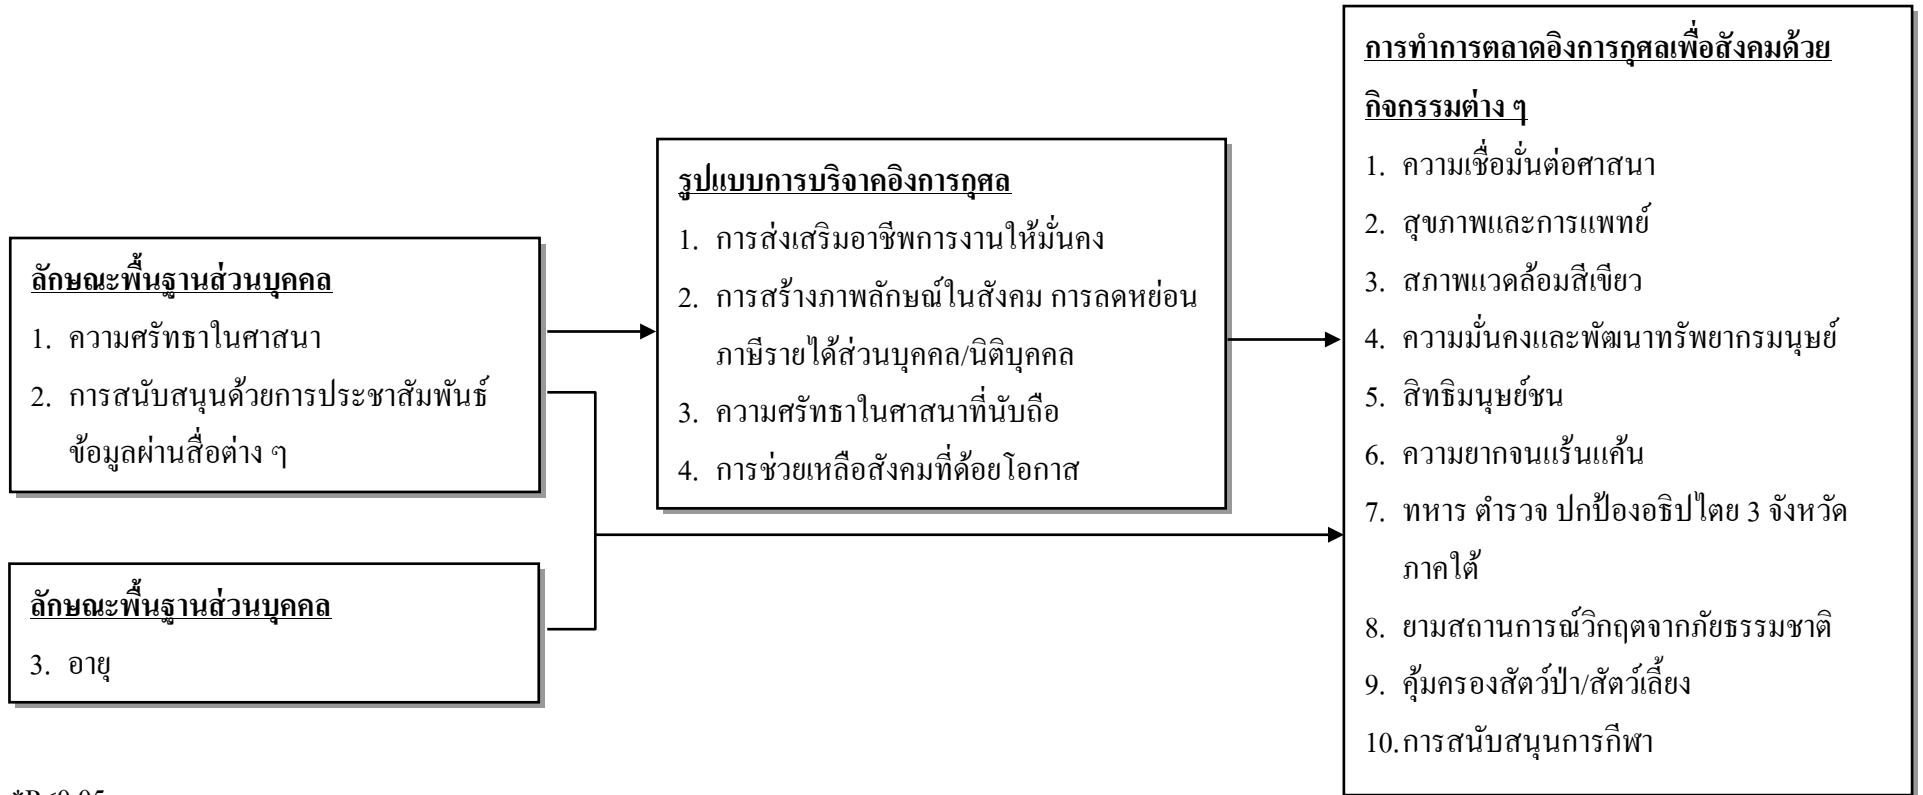 ลักษณะพื้นฐานส่วนบุคคล
1. ความศรัทธาในศาสนา
2. การสนับสนุนด้วยการประชาสัมพันธ์
ข้อมูลผ่านสื่อต่าง ๆ
ลักษณะพื้นฐานส่วนบุคคล
3. อายุ
รูปแบบการบริจาคอิงการกุศล
1. การส่งเสริมอาชีพการงานให้มั่นคง
2. การสร้างภาพลักษณ์ในสังคม การลดหย่อน
ภาษีรายได้ส่วนบุคคล/นิติบุคคล
3. ความศรัทธาในศาสนาที่นับถือ
4. การช่วยเหลือสังคมที่ด้อยโอกาส
การทำการตลาดอิงการกุศลเพื่อสังคมด้วย
กิจกรรมต่าง ๆ
1. ความเชื่อมั่นต่อศาสนา
2. สุขภาพและการแพทย์
3. สภาพแวดล้อมสีเขียว
4. ความมั่นคงและพัฒนาทรัพยากรมนุษย์
5. สิทธิมนุษย์ชน
6. ความยากจนแร้นแค้น
7. ทหาร ตำรวจ ปกป้องอธิปไตย 3 จังหวัด
ภาคใต้
8. ยามสถานการณ์วิกฤตจากภัยธรรมชาติ
9. คุ้มครองสัตว์ป่า/สัตว์เลี้ยง
10. การสนับสนุนการกีฬา